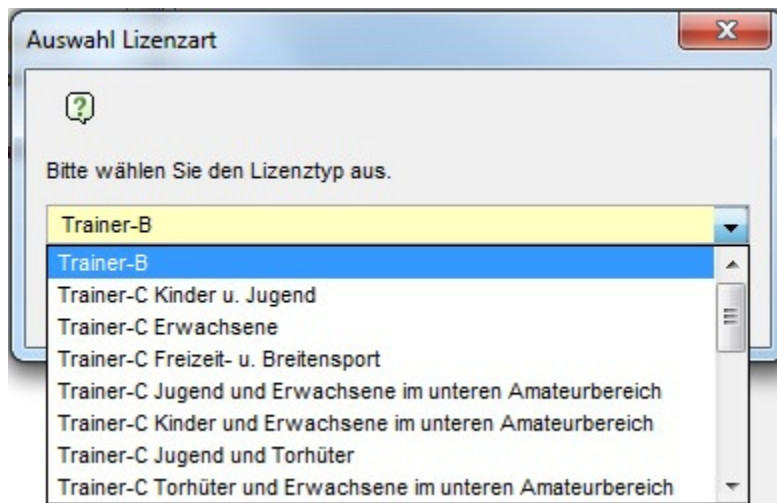 Auswahl Lizenzart
Bitte wählen Sie den Lizenztyp aus.
Trainer-B
Trainer-B
Trainer-C Kinder u. Jugend
Trainer-C Erwachsene
Trainer-C Freizeit- u. Breitensport
Trainer-C Jugend und Erwachsene im unteren Amateurbereich
Trainer-C Kinder und Erwachsene im unteren Amateurbereich
Trainer-C Jugend und Torhüter
Trainer-C Torhüter und Erwachsene im unteren Amateurbereich